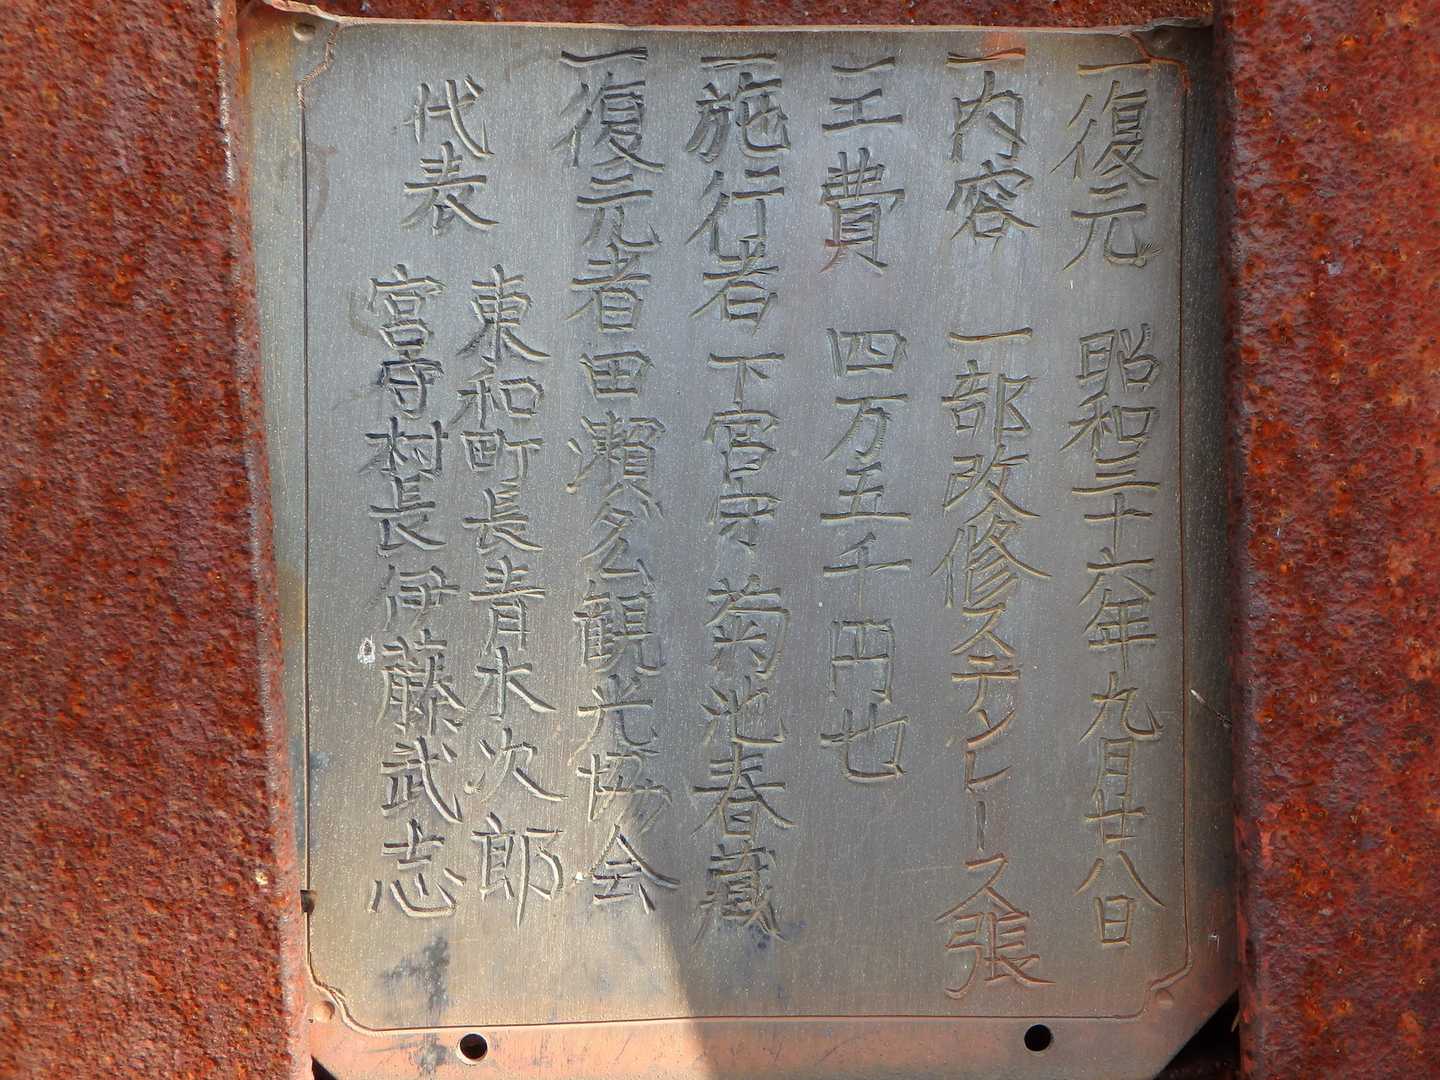 一復元 昭和三十六年九月廿八日
一内容 一部改修ステンレース張
一工費 四万五千円也
一施行者 下宮守 菊池春蔵
一復元者田瀬ダム観光協会
代表
東和町長青木次郎
宮守村長伊藤武志